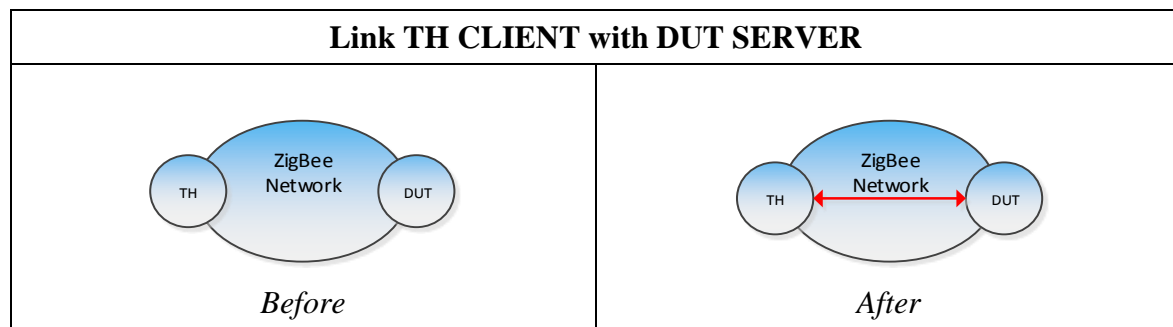 Link TH CLIENT with DUT SERVER
ZigBee
Network
TH
DUT
Before
ZigBee
Network
TH
DUT
After